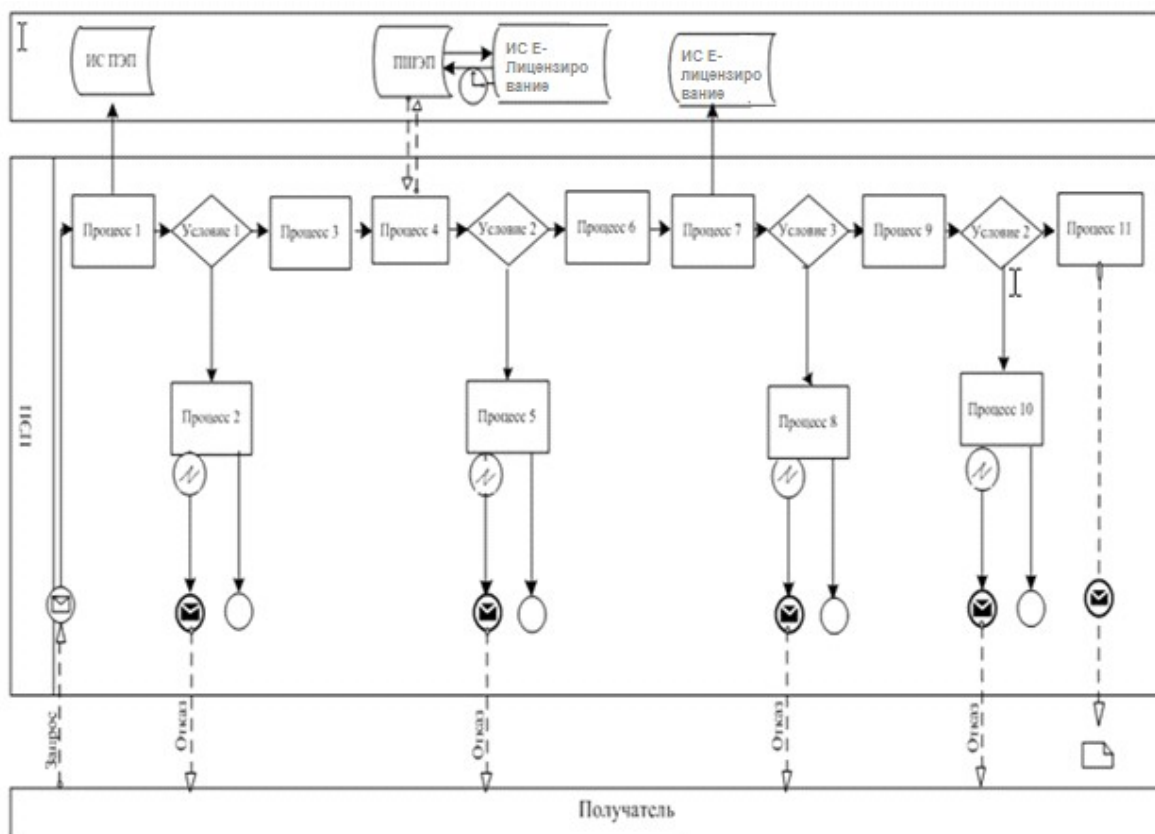 ИС ПЭП
ППГЭП
ИС Е-
Лицензиро
вание
ИС Е-
лицензиро
вание
Процесс 1
Условие 1
Процесс 3
Процесс 4
Условие 2
Процесс 6
Процесс 7
Условие 3
Процесс 9
Условие 2
Процесс 11
Процесс 2
Процесс 5
Процесс 8
Процесс 10
Запрос
Отказ
Отказ
Отказ
Отказ
Получатель